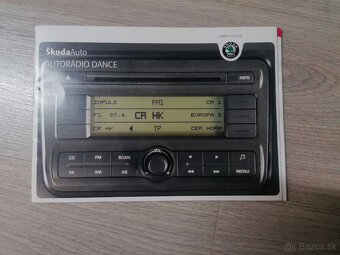 ŠkodaAuto
AUTORÁDIO DANCE
INFO
IMPULS FM1 CR 1
F1 97.4 CR HK EVROPA 2
CR HK TP CER.HORA
CD FM SCAN VOL
TP AM AS MENU
bazos.sk